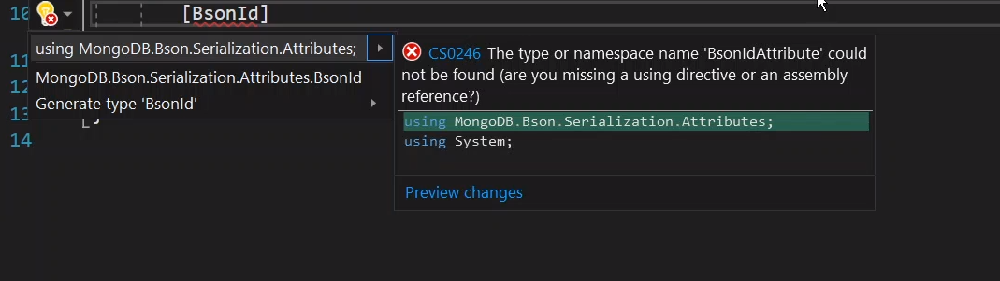 10 [BsonId]
using MongoDB.Bson.Serialization.Attributes;
MongoDB.Bson.Serialization.Attributes.BsonId
Generate type 'BsonId'
CS0246 The type or namespace name 'BsonIdAttribute' could
not be found (are you missing a using directive or an assembly
reference?)
using MongoDB.Bson.Serialization.Attributes;
using System;
Preview changes
11
12
13 }
14